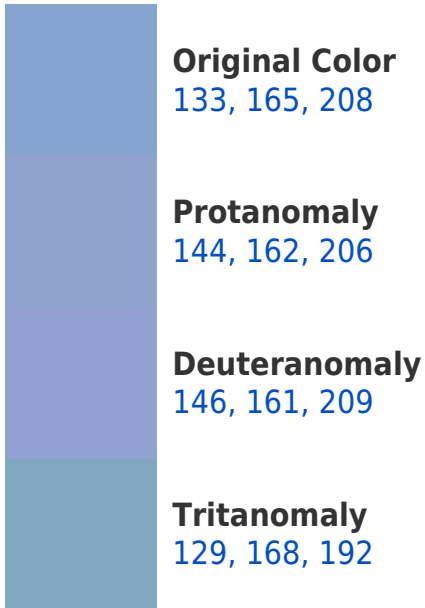 Original Color
133, 165, 208
Protanomaly
144, 162, 206
Deuteranomaly
146, 161, 209
Tritanomaly
129, 168, 192